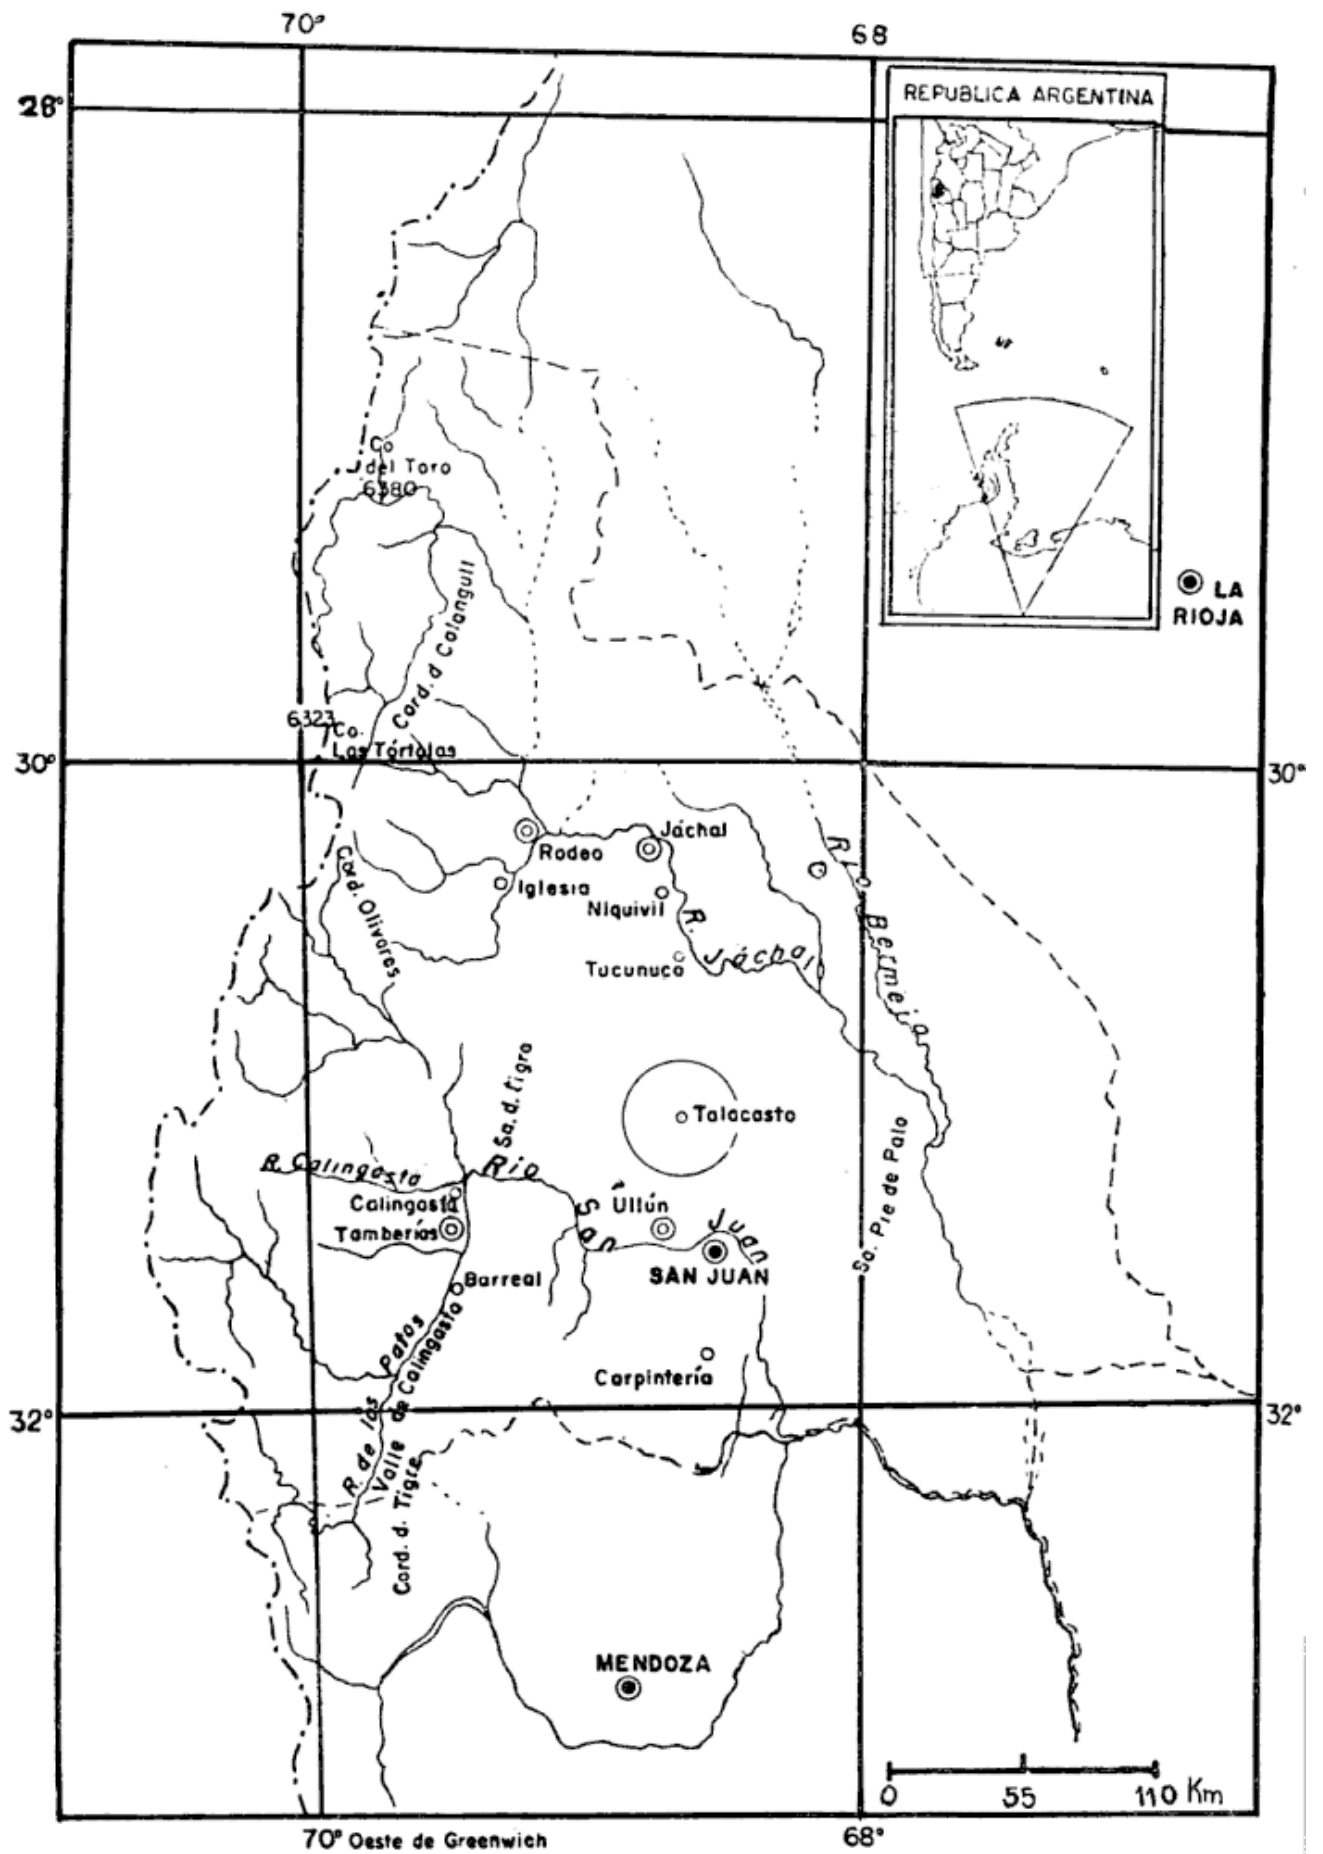 70°
68
28°
REPUBLICA ARGENTINA
Co
del Toro
6380
Cord. d Colangull
LA
RIOJA
6323
Co.
Las Tórtolas
30°
30°
Rodeo
Jáchal
Iglesia
Niquivil
Tucunuco
R. Jáchal
Río Bermejo
Cord. Olivares
Sa. d. tigre
Talacasto
Sa. Pie de Palo
R. Calingasta
Río San Juan
Calingasta
Tamberías
Ullún
SAN JUAN
Barreal
R. de los Patos
Valle de Calingasta
Carpintería
32°
32°
Cord. d. Tigre
MENDOZA
0 55 110 Km
70° Oeste de Greenwich
68°